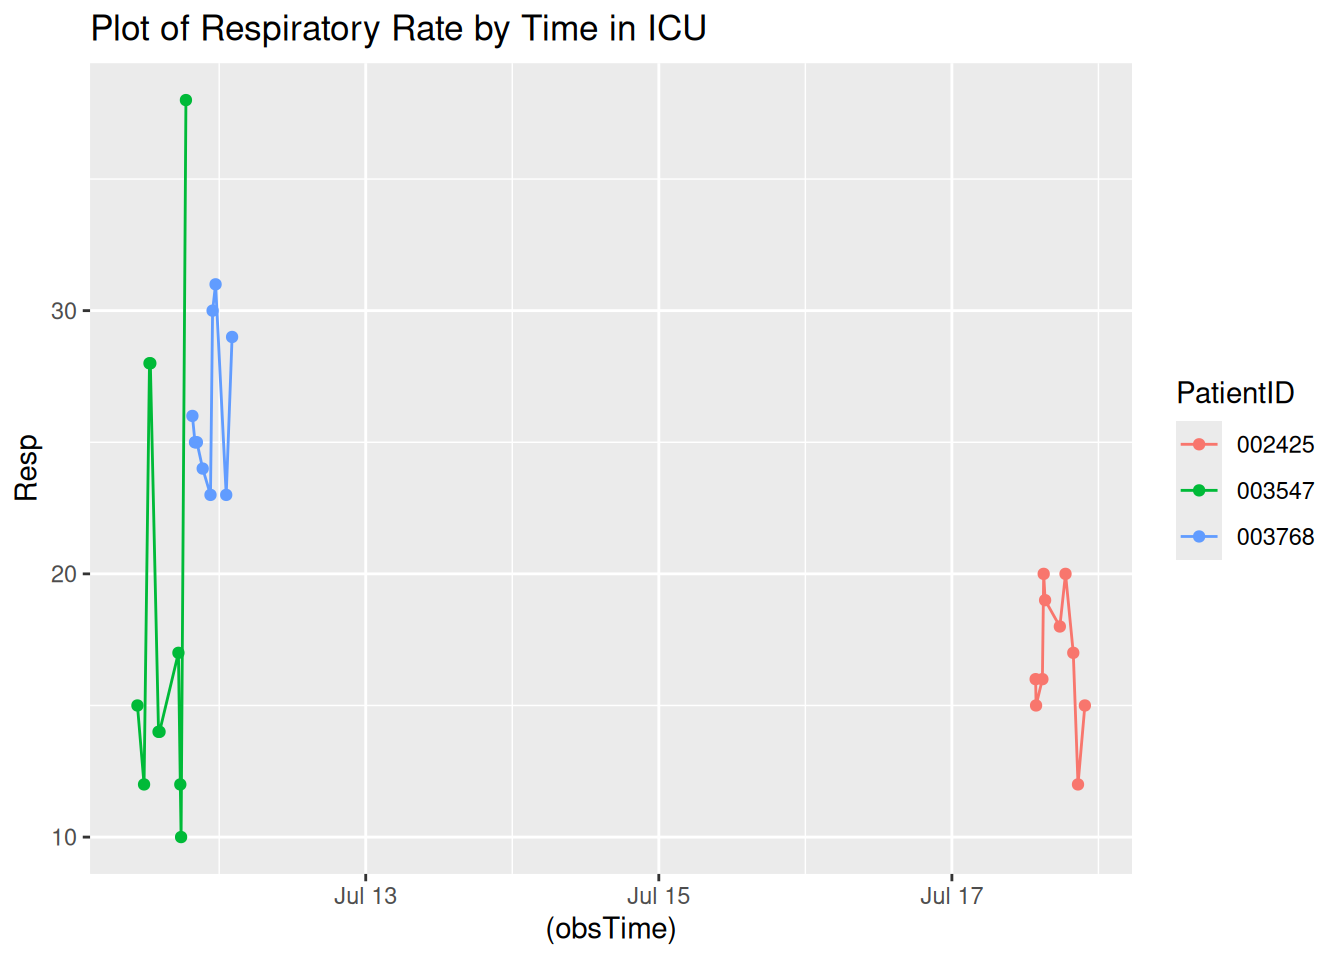 Plot of Respiratory Rate by Time in ICU
30
20
10
Resp
Jul 13
Jul 15
Jul 17
(obsTime)
PatientID
002425
003547
003768